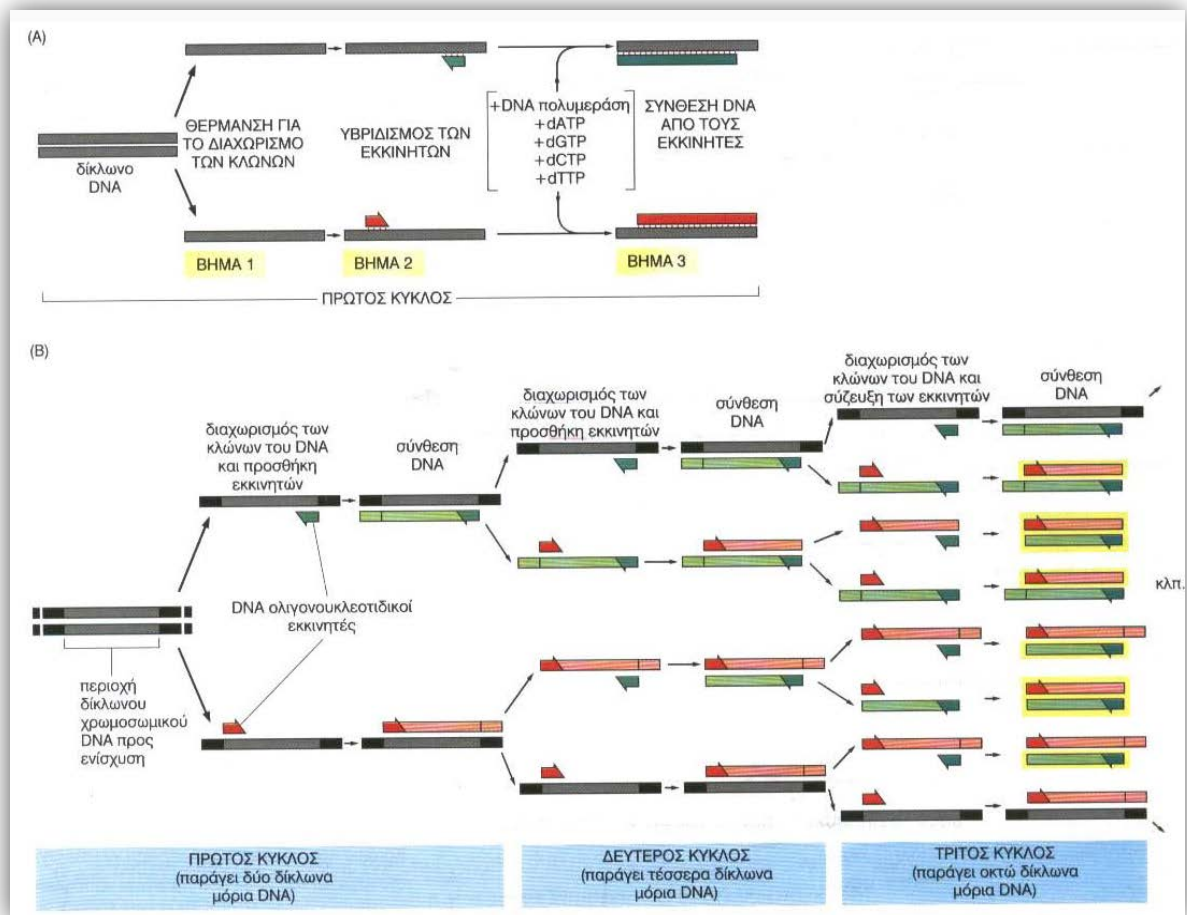 (A)
δίκλωνο
DNA
ΘΕΡΜΑΝΣΗ ΓΙΑ
ΤΟ ΔΙΑΧΩΡΙΣΜΟ
ΤΩΝ ΚΛΩΝΩΝ
ΥΒΡΙΔΙΣΜΟΣ ΤΩΝ
ΕΚΚΙΝΗΤΩΝ
+DNA πολυμεράση
+dATP
+dGTP
+dCTP
+dTTP
ΣΥΝΘΕΣΗ DNA
ΑΠΟ ΤΟΥΣ
ΕΚΚΙΝΗΤΕΣ
ΒΗΜΑ 1
ΒΗΜΑ 2
ΒΗΜΑ 3
ΠΡΩΤΟΣ ΚΥΚΛΟΣ
(B)
διαχωρισμός των
κλώνων του DNA
και προσθήκη
εκκινητών
σύνθεση
DNA
διαχωρισμός των
κλώνων του DNA και
προσθήκη εκκινητών
σύνθεση
DNA
διαχωρισμός των
κλώνων του DNA και
σύζευξη των εκκινητών
σύνθεση
DNA
DNA ολιγονουκλεοτιδικοί
εκκινητές
κλπ.
περιοχή
δίκλωνου
χρωμοσωμικού
DNA προς
ενίσχυση
ΠΡΩΤΟΣ ΚΥΚΛΟΣ
(παράγει δύο δίκλωνα
μόρια DNA)
ΔΕΥΤΕΡΟΣ ΚΥΚΛΟΣ
(παράγει τέσσερα δίκλωνα
μόρια DNA)
ΤΡΙΤΟΣ ΚΥΚΛΟΣ
(παράγει οκτώ δίκλωνα
μόρια DNA)